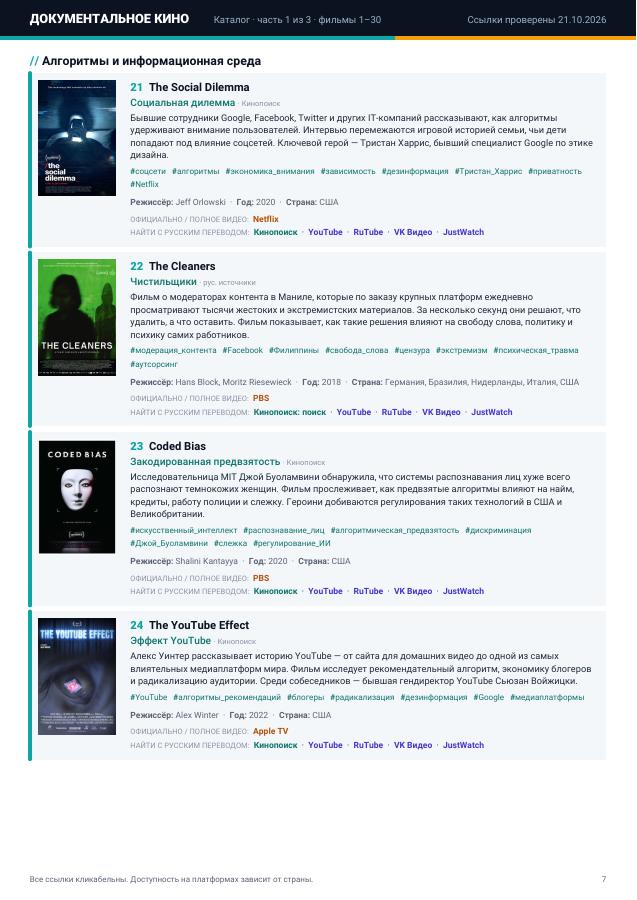 ДОКУМЕНТАЛЬНОЕ КИНО Каталог · часть 1 из 3 · фильмы 1–30 Ссылки проверены 21.10.2026
// Алгоритмы и информационная среда
the social dilemma
21 The Social Dilemma
Социальная дилемма · Кинопоиск
Бывшие сотрудники Google, Facebook, Twitter и других IT-компаний рассказывают, как алгоритмы
удерживают внимание пользователей. Интервью перемежаются игровой историей семьи, чьи дети
попадают под влияние соцсетей. Ключевой герой — Тристан Харрис, бывший специалист Google по этике
дизайна.
#соцсети #алгоритмы #экономика_внимания #зависимость #дезинформация #Тристан_Харрис #приватность
#Netflix
Режиссёр: Jeff Orlowski · Год: 2020 · Страна: США
ОФИЦИАЛЬНО / ПОЛНОЕ ВИДЕО: Netflix
НАЙТИ С РУССКИМ ПЕРЕВОДОМ: Кинопоиск · YouTube · RuTube · VK Видео · JustWatch
THE CLEANERS
22 The Cleaners
Чистильщики · рус. источники
Фильм о модераторах контента в Маниле, которые по заказу крупных платформ ежедневно
просматривают тысячи жестоких и экстремистских материалов. За несколько секунд они решают, что
удалить, а что оставить. Фильм показывает, как такие решения влияют на свободу слова, политику и
психику самих работников.
#модерация_контента #Facebook #Филиппины #свобода_слова #цензура #экстремизм #психическая_травма
#аутсорсинг
Режиссёр: Hans Block, Moritz Riesewieck · Год: 2018 · Страна: Германия, Бразилия, Нидерланды, Италия, США
ОФИЦИАЛЬНО / ПОЛНОЕ ВИДЕО: PBS
НАЙТИ С РУССКИМ ПЕРЕВОДОМ: Кинопоиск: поиск · YouTube · RuTube · VK Видео · JustWatch
CODED BIAS
23 Coded Bias
Закодированная предвзятость · Кинопоиск
Исследовательница MIT Джой Буоламвини обнаружила, что системы распознавания лиц хуже всего
распознают темнокожих женщин. Фильм прослеживает, как предвзятые алгоритмы влияют на найм,
кредиты, работу полиции и слежку. Героини добиваются регулирования таких технологий в США и
Великобритании.
#искусственный_интеллект #распознавание_лиц #алгоритмическая_предвзятость #дискриминация
#Джой_Буоламвини #слежка #регулирование_ИИ
Режиссёр: Shalini Kantayya · Год: 2020 · Страна: США
ОФИЦИАЛЬНО / ПОЛНОЕ ВИДЕО: PBS
НАЙТИ С РУССКИМ ПЕРЕВОДОМ: Кинопоиск · YouTube · RuTube · VK Видео · JustWatch
THE YOUTUBE EFFECT
24 The YouTube Effect
Эффект YouTube · Кинопоиск
Алекс Уинтер рассказывает историю YouTube — от сайта для домашних видео до одной из самых
влиятельных медиаплатформ мира. Фильм исследует рекомендательный алгоритм, экономику блогеров
и радикализацию аудитории. Среди собеседников — бывшая гендиректор YouTube Сьюзан Войжицки.
#YouTube #алгоритмы_рекомендаций #блогеры #радикализация #дезинформация #Google #медиаплатформы
Режиссёр: Alex Winter · Год: 2022 · Страна: США
ОФИЦИАЛЬНО / ПОЛНОЕ ВИДЕО: Apple TV
НАЙТИ С РУССКИМ ПЕРЕВОДОМ: Кинопоиск · YouTube · RuTube · VK Видео · JustWatch
Все ссылки кликабельны. Доступность на платформах зависит от страны. 7